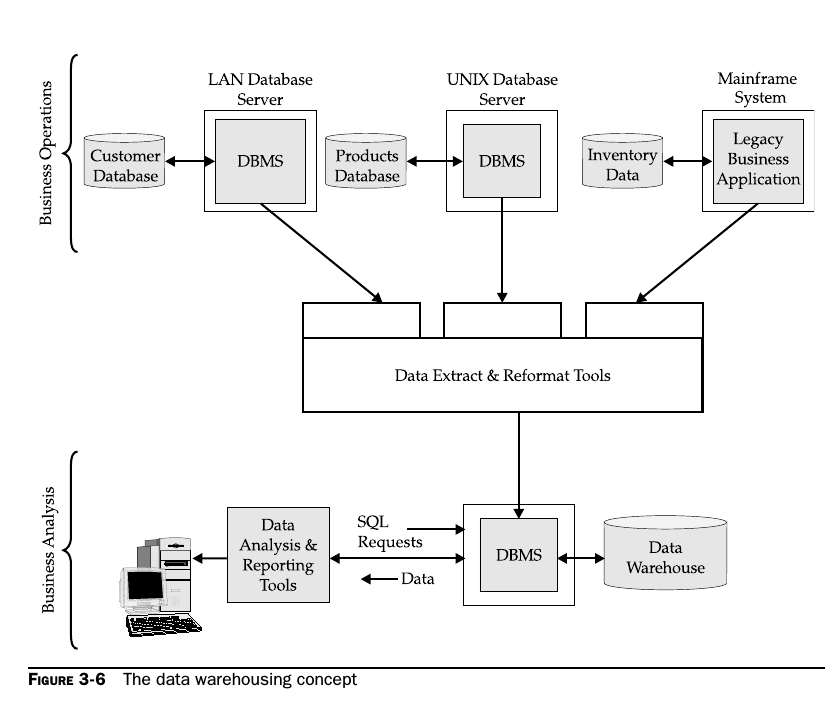 Business Operations
LAN Database
Server
UNIX Database
Server
Mainframe
System
Customer
Database
DBMS
Products
Database
DBMS
Inventory
Data
Legacy
Business
Application
Data Extract & Reformat Tools
Business Analysis
Data
Analysis &
Reporting
Tools
SQL
Requests
Data
DBMS
Data
Warehouse
FIGURE 3-6 The data warehousing concept